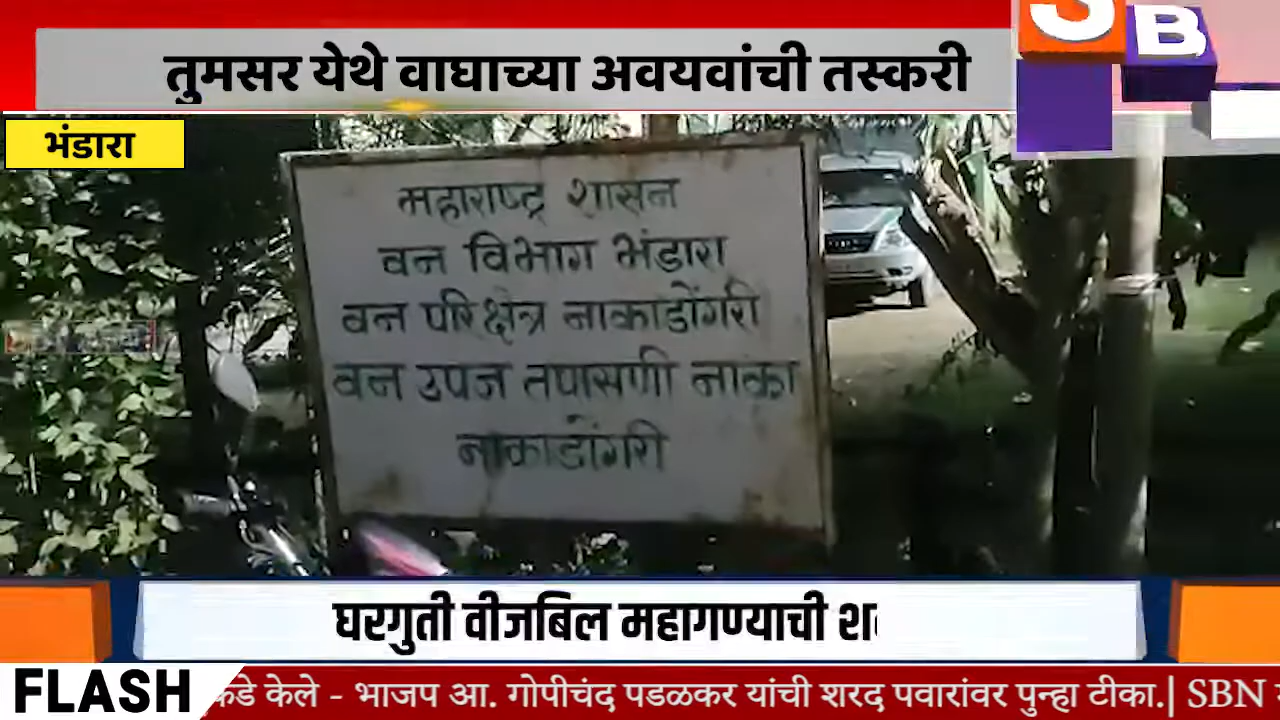 तुमसर येथे वाघाच्या अवयवांची तस्करी
SB
भंडारा
महाराष्ट्र शासन
वन विभाग भंडारा
वन परिक्षेत्र नाकाडोंगरी
वन उपज तपासणी नाका
नाकाडोंगरी
घरगुती वीजबिल महागण्याची
FLASH
केले - भाजप आ. गोपीचंद पडळकर यांची शरद पवारांवर पुन्हा टीका.| SBN